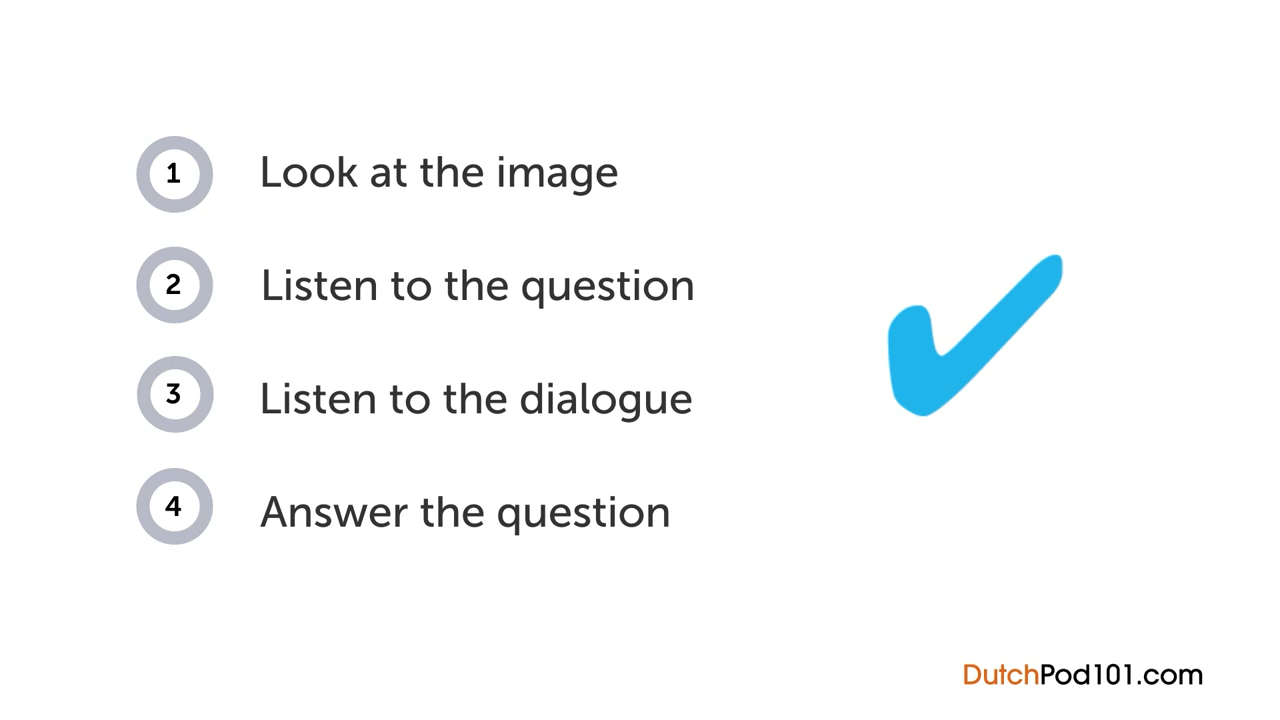 1 Look at the image
2 Listen to the question
3 Listen to the dialogue
4 Answer the question
DutchPod101.com